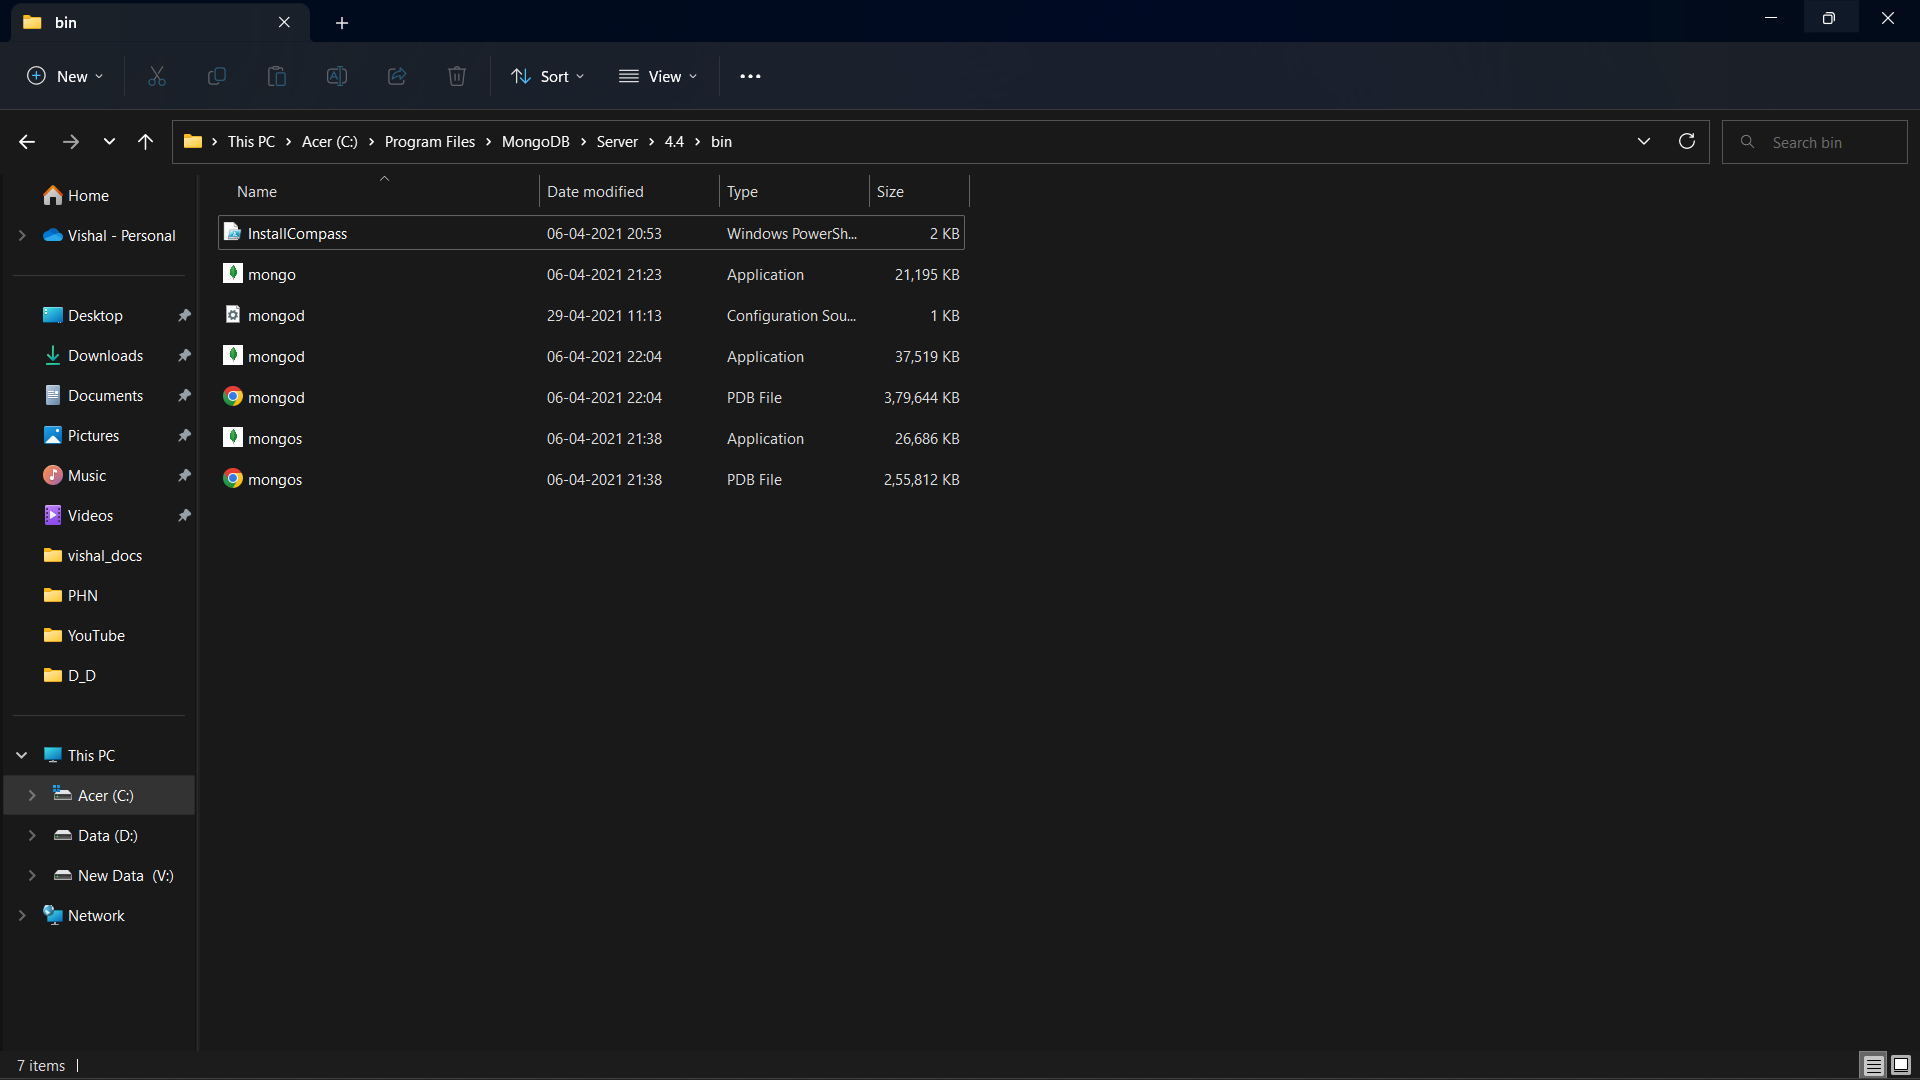 bin
New
Sort
View
This PC > Acer (C:) > Program Files > MongoDB > Server > 4.4 > bin
Search bin
Home
Vishal - Personal
Desktop
Downloads
Documents
Pictures
Music
Videos
vishal_docs
PHN
YouTube
D_D
This PC
Acer (C:)
Data (D:)
New Data (V:)
Network
Name Date modified Type Size
InstallCompass 06-04-2021 20:53 Windows PowerSh... 2 KB
mongo 06-04-2021 21:23 Application 21,195 KB
mongod 29-04-2021 11:13 Configuration Sou... 1 KB
mongod 06-04-2021 22:04 Application 37,519 KB
mongod 06-04-2021 22:04 PDB File 3,79,644 KB
mongos 06-04-2021 21:38 Application 26,686 KB
mongos 06-04-2021 21:38 PDB File 2,55,812 KB
7 items